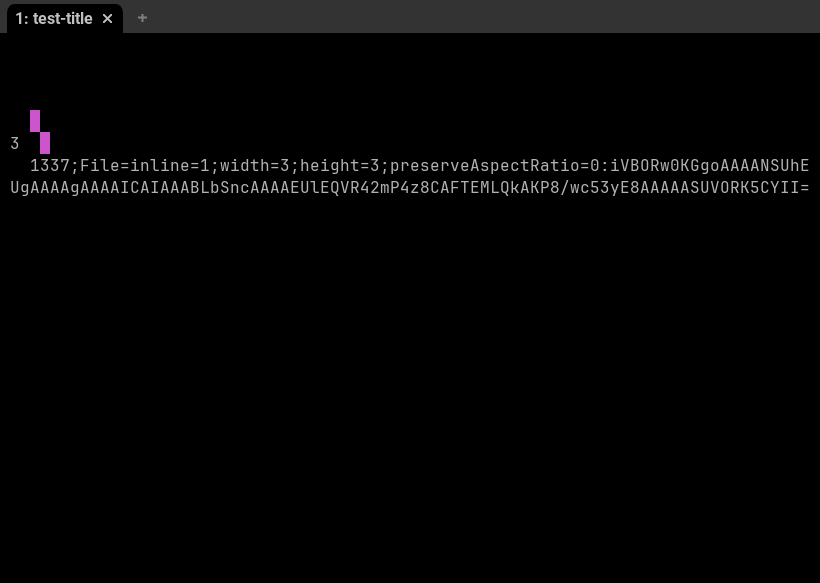 1: test-title × +
3
1337;File=inline=1;width=3;height=3;preserveAspectRatio=0:iVBORw0KGgoAAAANSUhE
UgAAAAgAAAAICAIAAABLbSncAAAAEUlEQVR42mP4z8CAFTEMLQkAKP8/wc53yE8AAAAASUVORK5CYII=